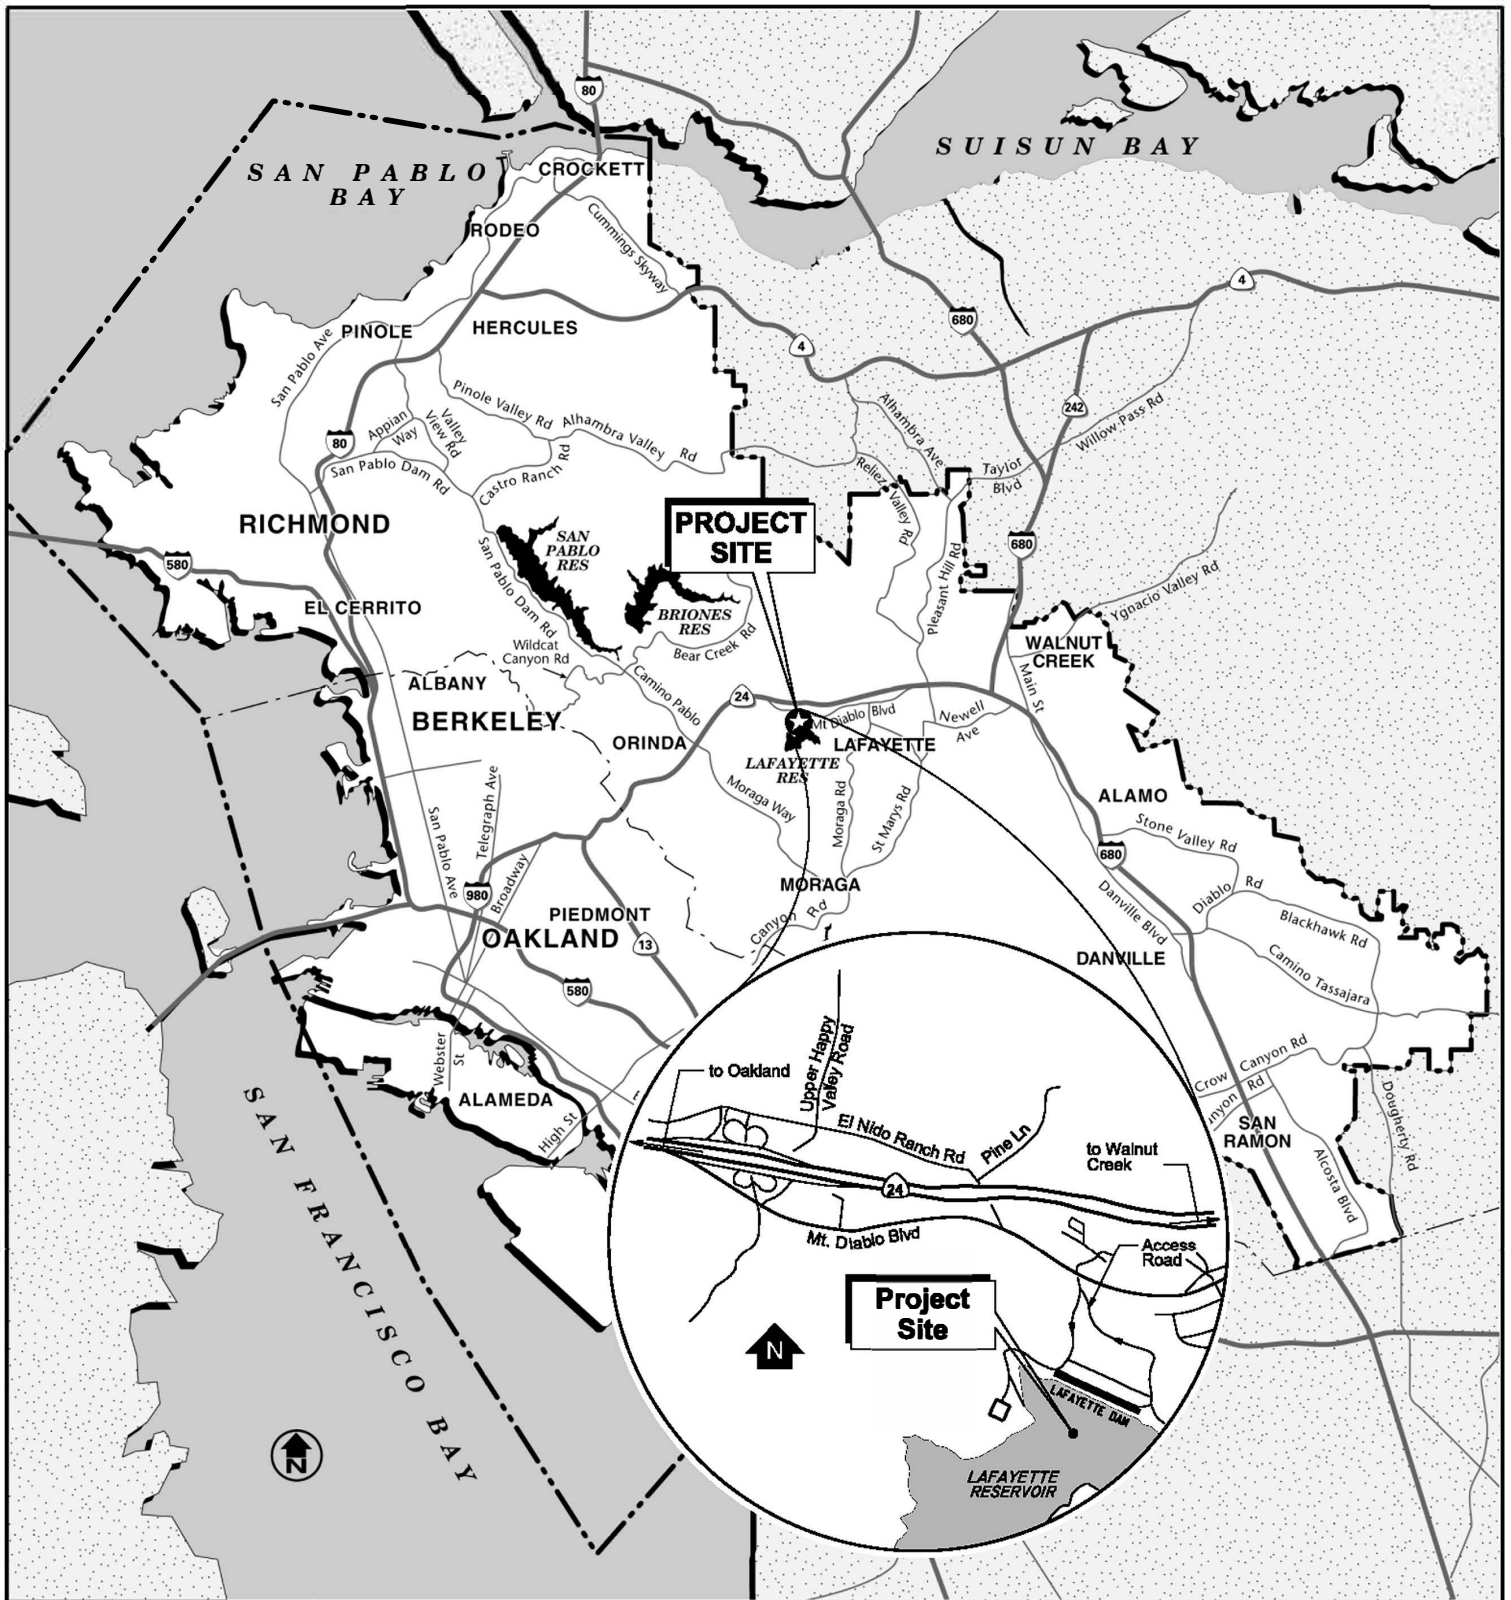 80
SUISUN BAY
SAN PABLO
BAY
CROCKETT
RODEO
Cummings Skyway
4
680
PINOLE
HERCULES
San Pablo Ave
4
242
Willow Pass Rd
Pinole Valley Rd
Alhambra Valley Rd
Alhambra Ave
Appian
Way
Valley
View Rd
80
San Pablo Dam Rd
Castro Ranch Rd
Reliez Valley Rd
Taylor
Blvd
RICHMOND
PROJECT
SITE
SAN
PABLO
RES
680
580
San Pablo Dam Rd
Pleasant Hill Rd
Ygnacio Valley Rd
EL CERRITO
BRIONES
RES
Bear Creek Rd
Wildcat
Canyon Rd
WALNUT
CREEK
Main St
ALBANY
Camino Pablo
24
BERKELEY
ORINDA
Mt Diablo Blvd
Newell
Ave
LAFAYETTE
LAFAYETTE
RES
Moraga Way
Moraga Rd
St Marys Rd
ALAMO
Stone Valley Rd
San Pablo Ave
Telegraph Ave
680
980
Broadway
MORAGA
Canyon Rd
Danville Blvd
Diablo Rd
Blackhawk Rd
PIEDMONT
OAKLAND
13
DANVILLE
Camino Tassajara
580
Webster
St
ALAMEDA
High St
Crow Canyon Rd
nyon Rd
SAN
RAMON
Dougherty Rd
Alcosta Blvd
SAN FRANCISCO BAY
N
to Oakland
Upper Happy
Valley Road
El Nido Ranch Rd
Pine Ln
to Walnut
Creek
24
Mt. Diablo Blvd
Access
Road
Project
Site
N
LAFAYETTE DAM
LAFAYETTE
RESERVOIR